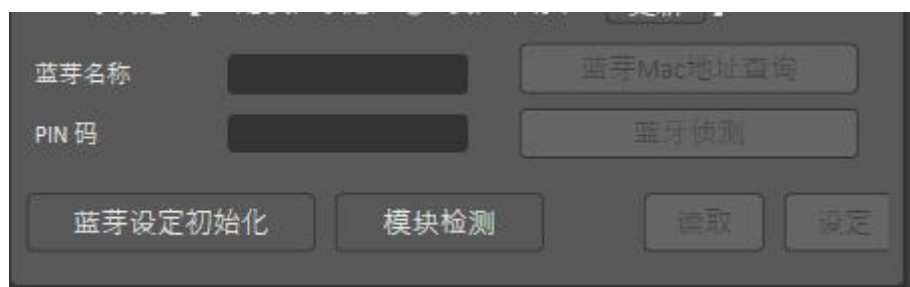 蓝芽名称
蓝芽Mac地址查询
PIN 码
蓝牙侦测
蓝芽设定初始化
模块检测
读取
设定